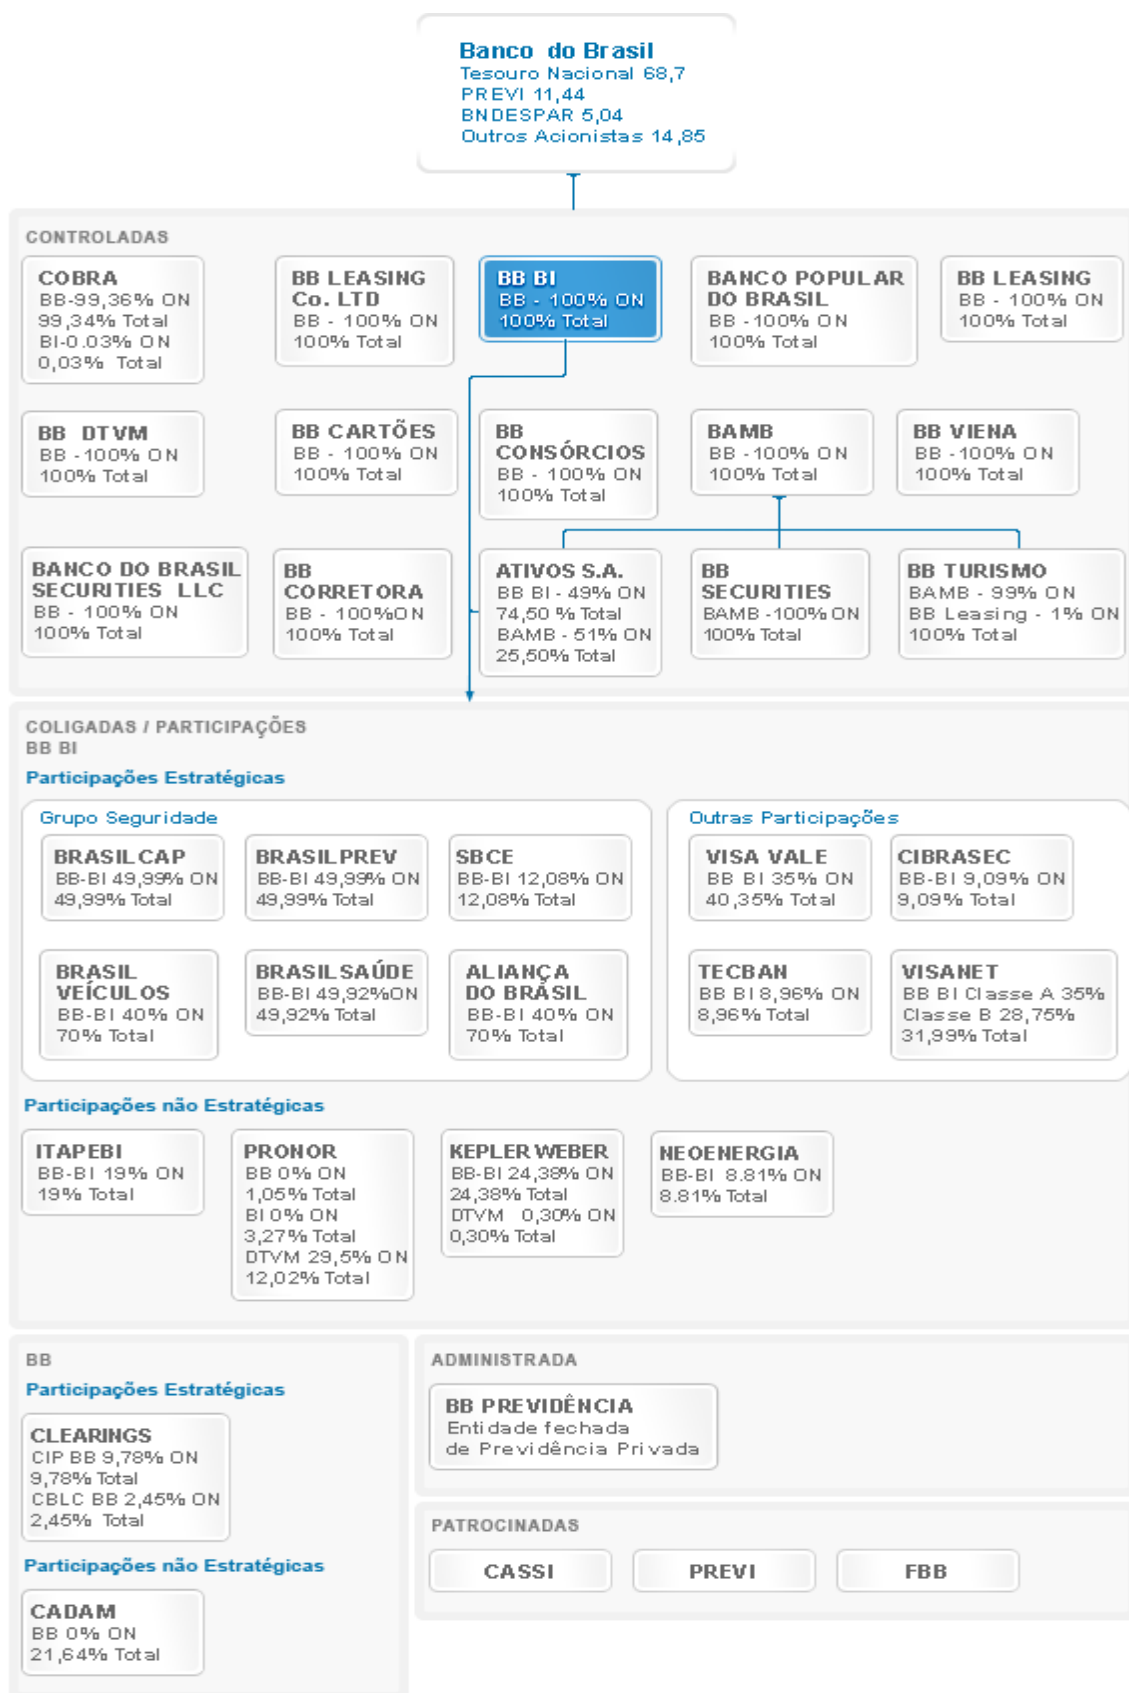 Banco do Brasil
Tesouro Nacional 68,7
PREVI 11,44
BNDESPAR 5,04
Outros Acionistas 14,85
CONTROLADAS
COBRA
BB-99,36% ON
99,34% Total
BI-0.03% ON
0,03% Total
BB LEASING
Co. LTD
BB - 100% ON
100% Total
BB BI
BB - 100% ON
100% Total
BANCO POPULAR
DO BRASIL
BB -100% ON
100% Total
BB LEASING
BB - 100% ON
100% Total
BB DTVM
BB -100% ON
100% Total
BB CARTÕES
BB - 100% ON
100% Total
BB
CONSÓRCIOS
BB - 100% ON
100% Total
BAMB
BB -100% ON
100% Total
BB VIENA
BB -100% ON
100% Total
BANCO DO BRASIL
SECURITIES LLC
BB - 100% ON
100% Total
BB
CORRETORA
BB - 100%ON
100% Total
ATIVOS S.A.
BB BI - 49% ON
74,50 % Total
BAMB - 51% ON
25,50% Total
BB
SECURITIES
BAMB -100% ON
100% Total
BB TURISMO
BAMB - 99% ON
BB Leasing - 1% ON
100% Total
COLIGADAS / PARTICIPAÇÕES
BB BI
Participações Estratégicas
Grupo Seguridade
BRASILCAP
BB-BI 49,99% ON
49,99% Total
BRASILPREV
BB-BI 49,99% ON
49,99% Total
SBCE
BB-BI 12,08% ON
12,08% Total
BRASIL
VEÍCULOS
BB-BI 40% ON
70% Total
BRASILSAÚDE
BB-BI 49,92%ON
49,92% Total
ALIANÇA
DO BRASIL
BB-BI 40% ON
70% Total
Outras Participações
VISA VALE
BB BI 35% ON
40,35% Total
CIBRASEC
BB-BI 9,09% ON
9,09% Total
TECBAN
BB BI 8,96% ON
8,96% Total
VISANET
BB BI Classe A 35%
Classe B 28,75%
31,99% Total
Participações não Estratégicas
ITAPEBI
BB-BI 19% ON
19% Total
PRONOR
BB 0% ON
1,05% Total
BI 0% ON
3,27% Total
DTVM 29,5% ON
12,02% Total
KEPLER WEBER
BB-BI 24,38% ON
24,38% Total
DTVM 0,30% ON
0,30% Total
NEOENERGIA
BB-BI 8.81% ON
8.81% Total
BB
Participações Estratégicas
CLEARINGS
CIP BB 9,78% ON
9,78% Total
CBLC BB 2,45% ON
2,45% Total
Participações não Estratégicas
CADAM
BB 0% ON
21,64% Total
ADMINISTRADA
BB PREVIDÊNCIA
Entidade fechada
de Previdência Privada
PATROCINADAS
CASSI
PREVI
FBB